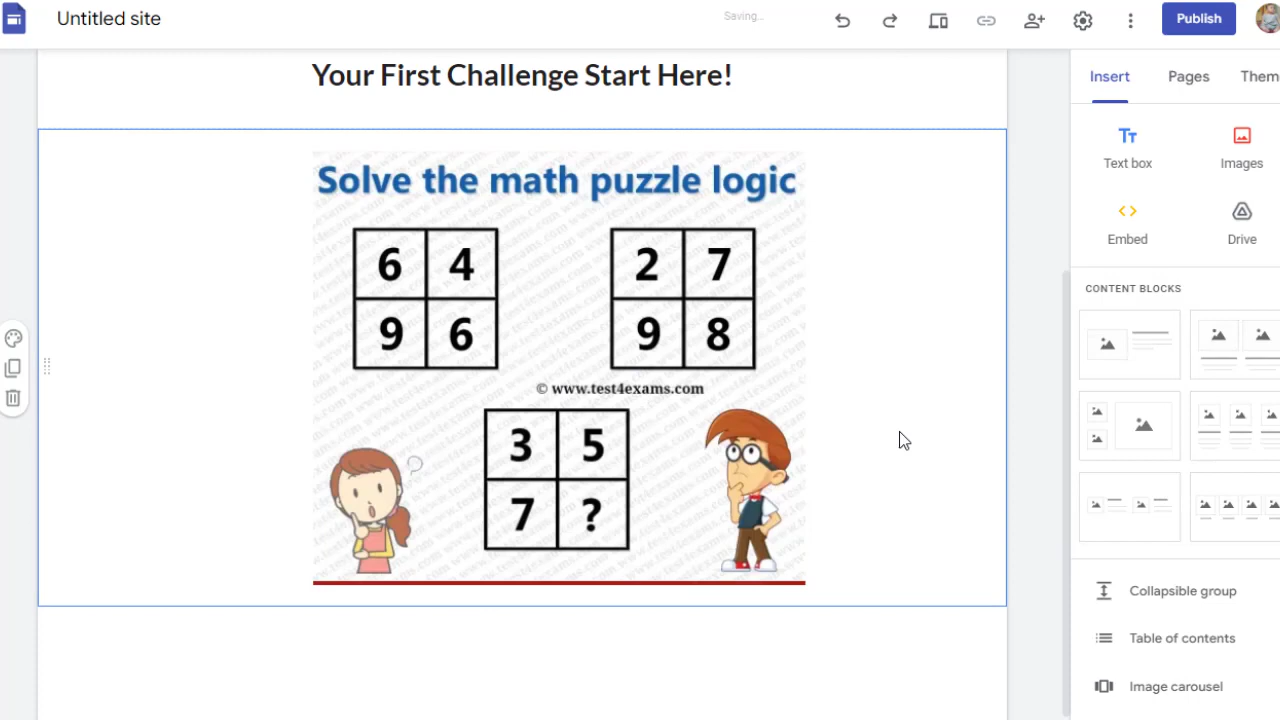 Untitled site
Saving...
Publish
Your First Challenge Start Here!
Insert Pages Them
Solve the math puzzle logic
Text box Images
6 4
2 7
Embed Drive
CONTENT BLOCKS
9 6
9 8
© www.test4exams.com
3 5
7 ?
Collapsible group
Table of contents
Image carousel